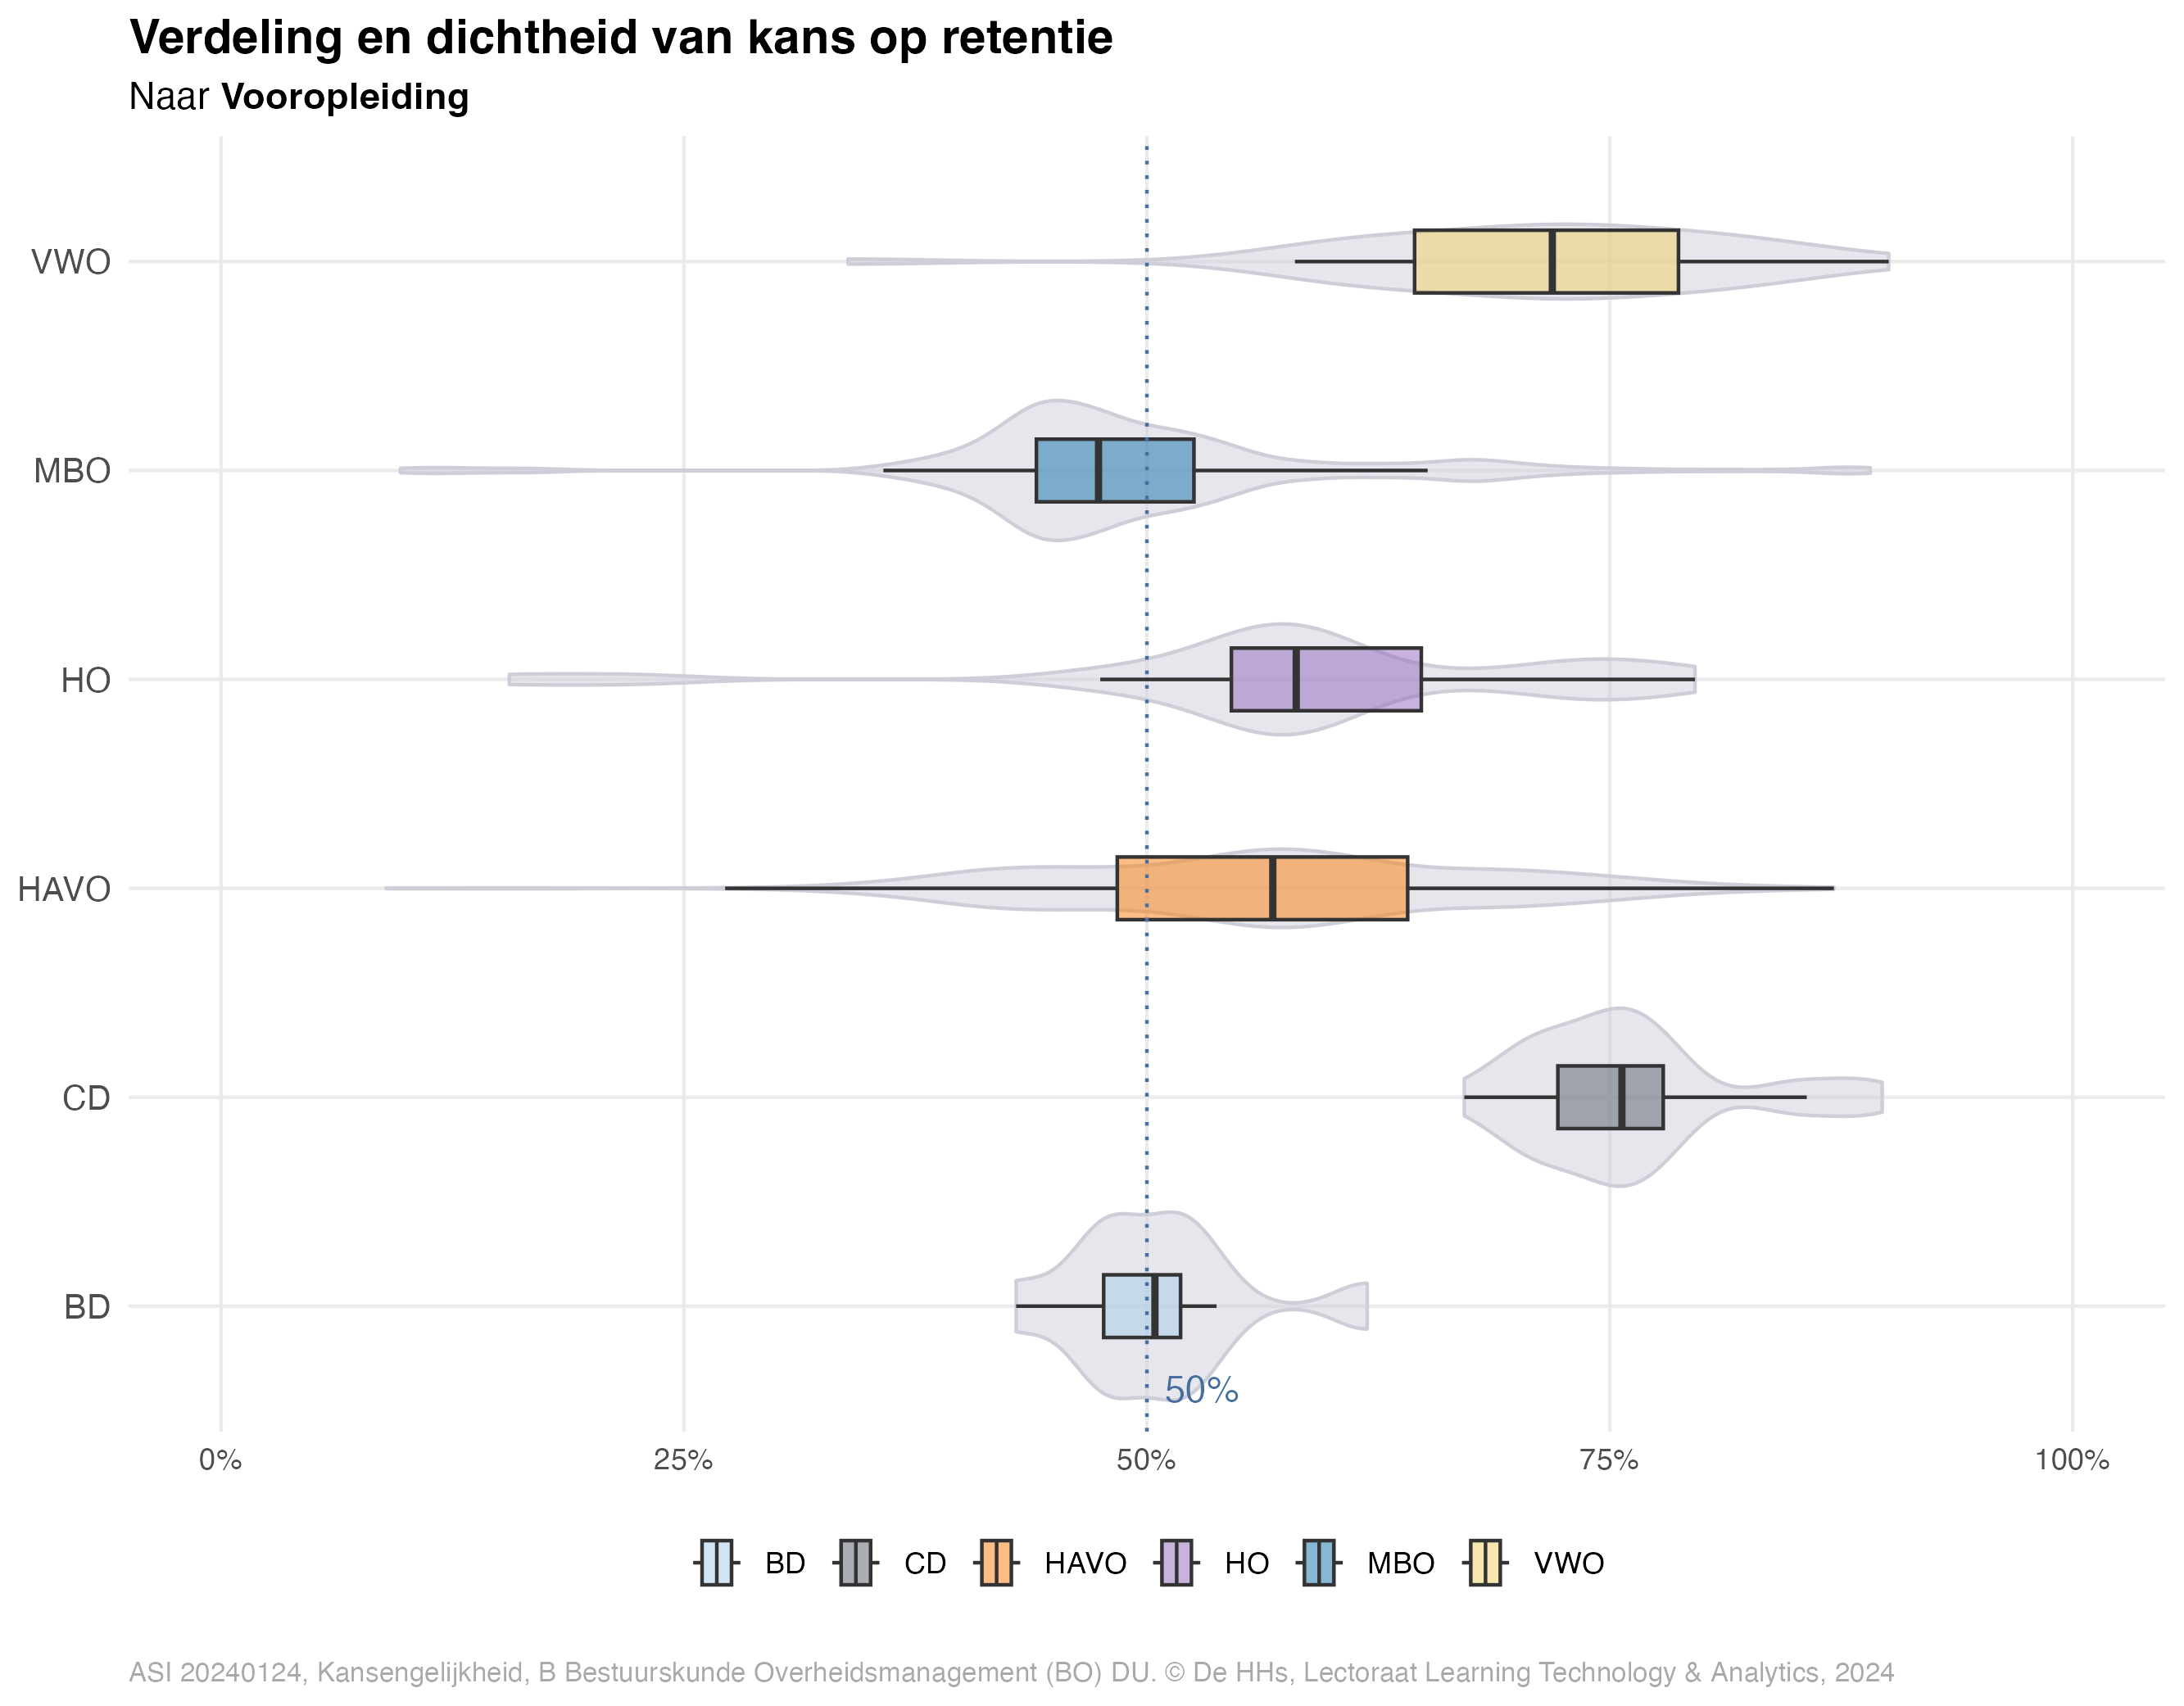 Verdeling en dichtheid van kans op retentie
Naar Vooropleiding
VWO
MBO
HO
HAVO
CD
BD
50%
0% 25% 50% 75% 100%
BD CD HAVO HO MBO VWO
ASI 20240124, Kansengelijkheid, B Bestuurskunde Overheidsmanagement (BO) DU. © De HHs, Lectoraat Learning Technology & Analytics, 2024